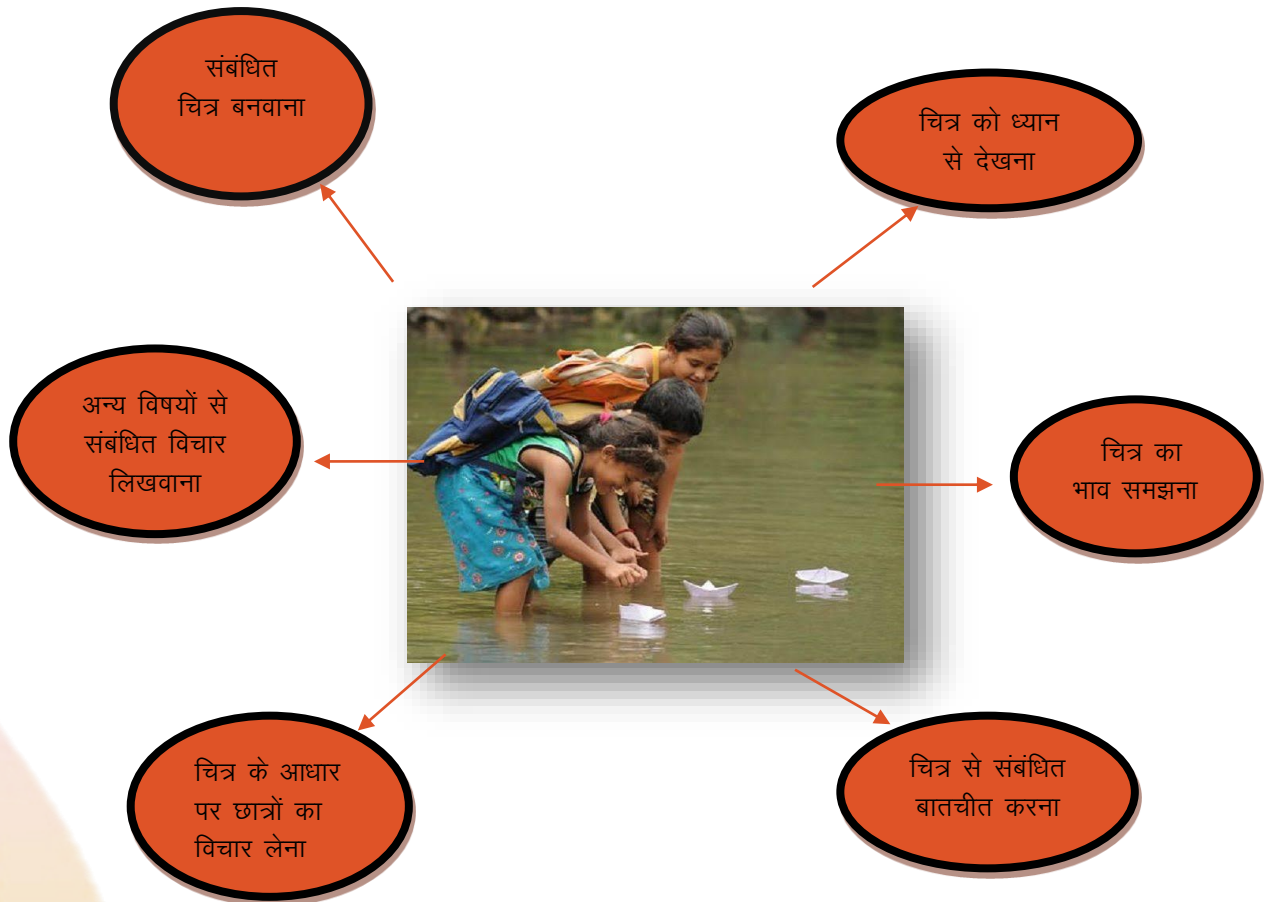 संबंधित
चित्र बनवाना
चित्र को ध्यान
से देखना
अन्य विषयों से
संबंधित विचार
लिखवाना
चित्र का
भाव समझना
चित्र के आधार
पर छात्रों का
विचार लेना
चित्र से संबंधित
बातचीत करना